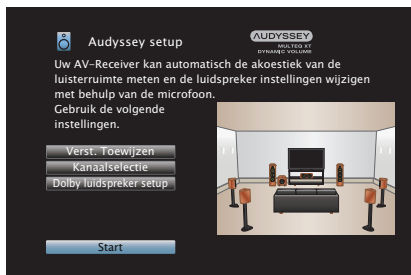 Audyssey setup
AUDYSSEY
MULTEQ XT
DYNAMIC VOLUME
Uw AV-Receiver kan automatisch de akoestiek van de
luisterruimte meten en de luidspreker instellingen wijzigen
met behulp van de microfoon.
Gebruik de volgende
instellingen.
Verst. Toewijzen
Kanaalselectie
Dolby luidspreker setup
Start